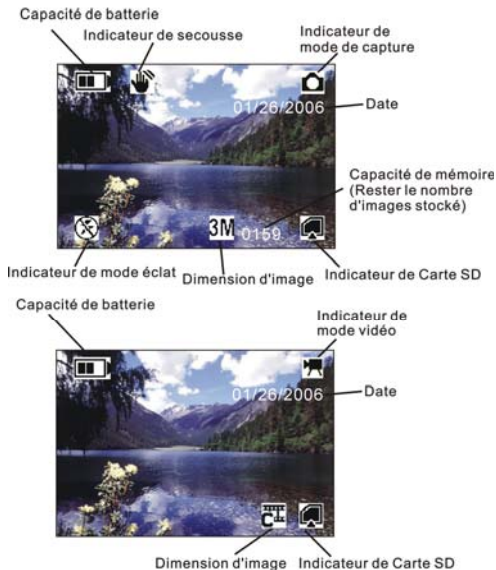 Capacité de batterie
Indicateur de secousse
Indicateur de
mode de capture
01/26/2006
Date
Capacité de mémoire
(Rester le nombre
d'images stocké)
3M
0159
Indicateur de mode éclat
Dimension d'image
Indicateur de Carte SD
Capacité de batterie
Indicateur de
mode vidéo
01/26/2006
Date
Dimension d'image
Indicateur de Carte SD